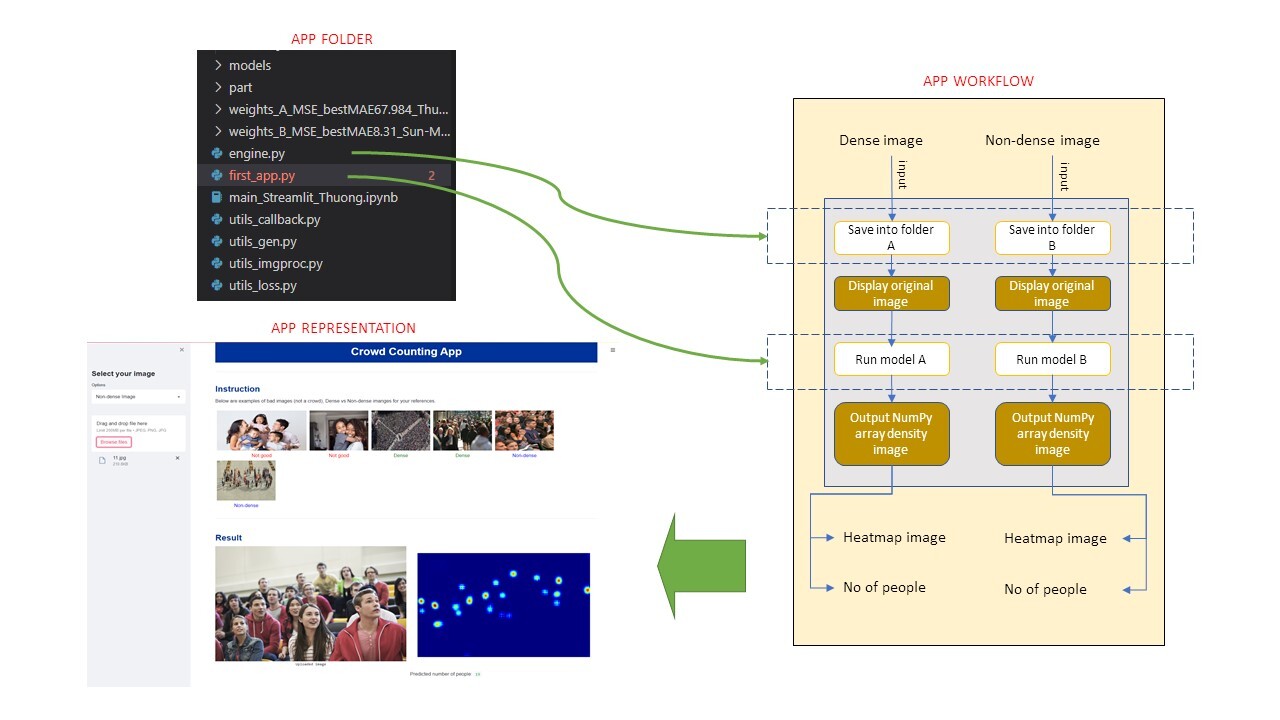 APP FOLDER
models
part
weights_A_MSE_bestMAE67.984_Thu...
weights_B_MSE_bestMAE8.31_Sun-M...
engine.py
first_app.py 2
main_Streamlit_Thuong.ipynb
utils_callback.py
utils_gen.py
utils_imgproc.py
utils_loss.py
APP REPRESENTATION
Select your image
Options
Non-dense image
Drag and drop file here
Limit 200MB per file • JPEG, PNG, JPG
Browse files
11.jpg
Crowd Counting App
Instruction
Below are examples of bad images (not a crowd), Dense vs Non-dense images for your references.
Not good
Not good
Dense
Dense
Non-dense
Non-dense
Result
Uploaded Image
Predicted number of people
APP WORKFLOW
Dense image
Non-dense image
input
input
Save into folder
A
Save into folder
B
Display original
image
Display original
image
Run model A
Run model B
Output NumPy
array density
image
Output NumPy
array density
image
Heatmap image
Heatmap image
No of people
No of people